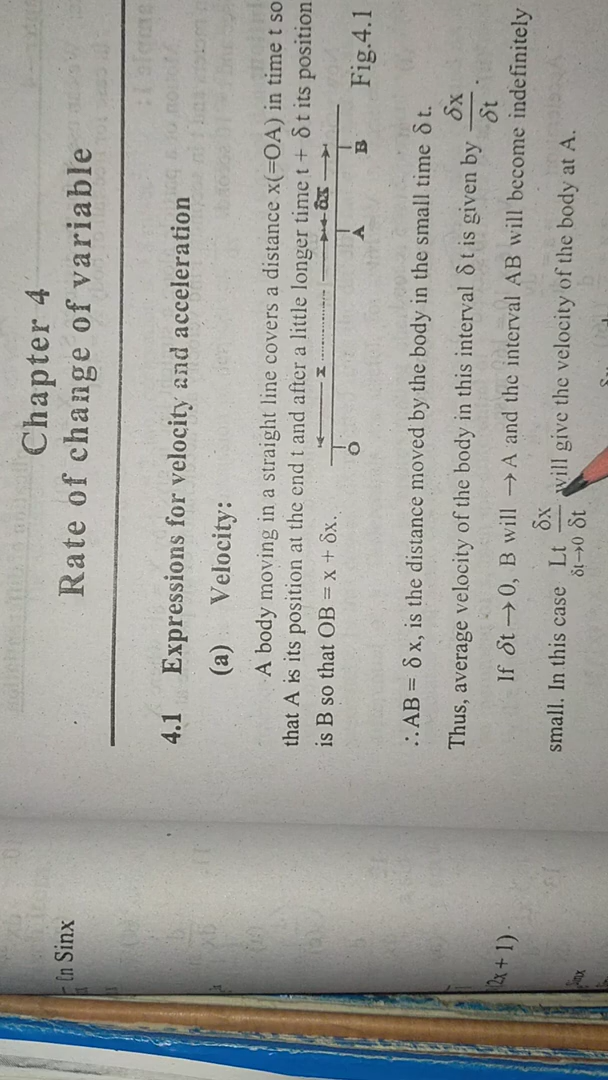 Chapter 4
Rate of change of variable
4.1 Expressions for velocity and acceleration
(a) Velocity:
A body moving in a straight line covers a distance x(=OA) in time t so
that A is its position at the end t and after a little longer time t + δt its position
is B so that OB = x + δx.
x δx
O A B
Fig.4.1
∴ AB = δx, is the distance moved by the body in the small time δt.
Thus, average velocity of the body in this interval δt is given by δx/δt.
If δt → 0, B will → A and the interval AB will become indefinitely
small. In this case Lt δt→0 δx/δt will give the velocity of the body at A.
ln Sinx
(2x + 1)